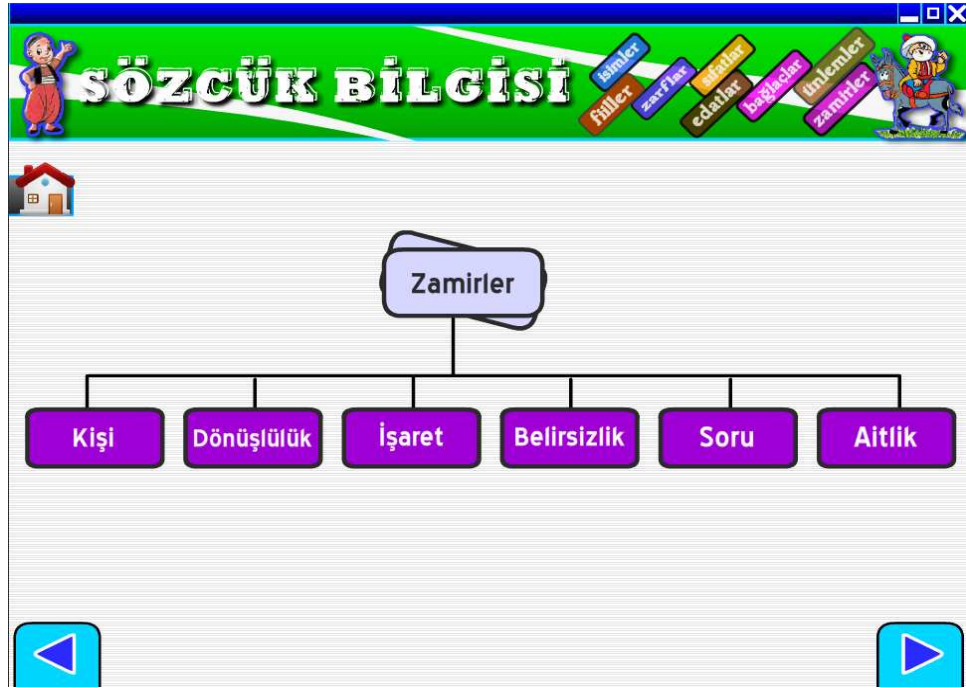 SÖZCÜK BİLGİSİ
isimler
fiiller
zarflar
sıfatlar
edatlar
bağlaçlar
ünlemler
zamirler
Zamirler
Kişi
Dönüşlülük
İşaret
Belirsizlik
Soru
Aitlik